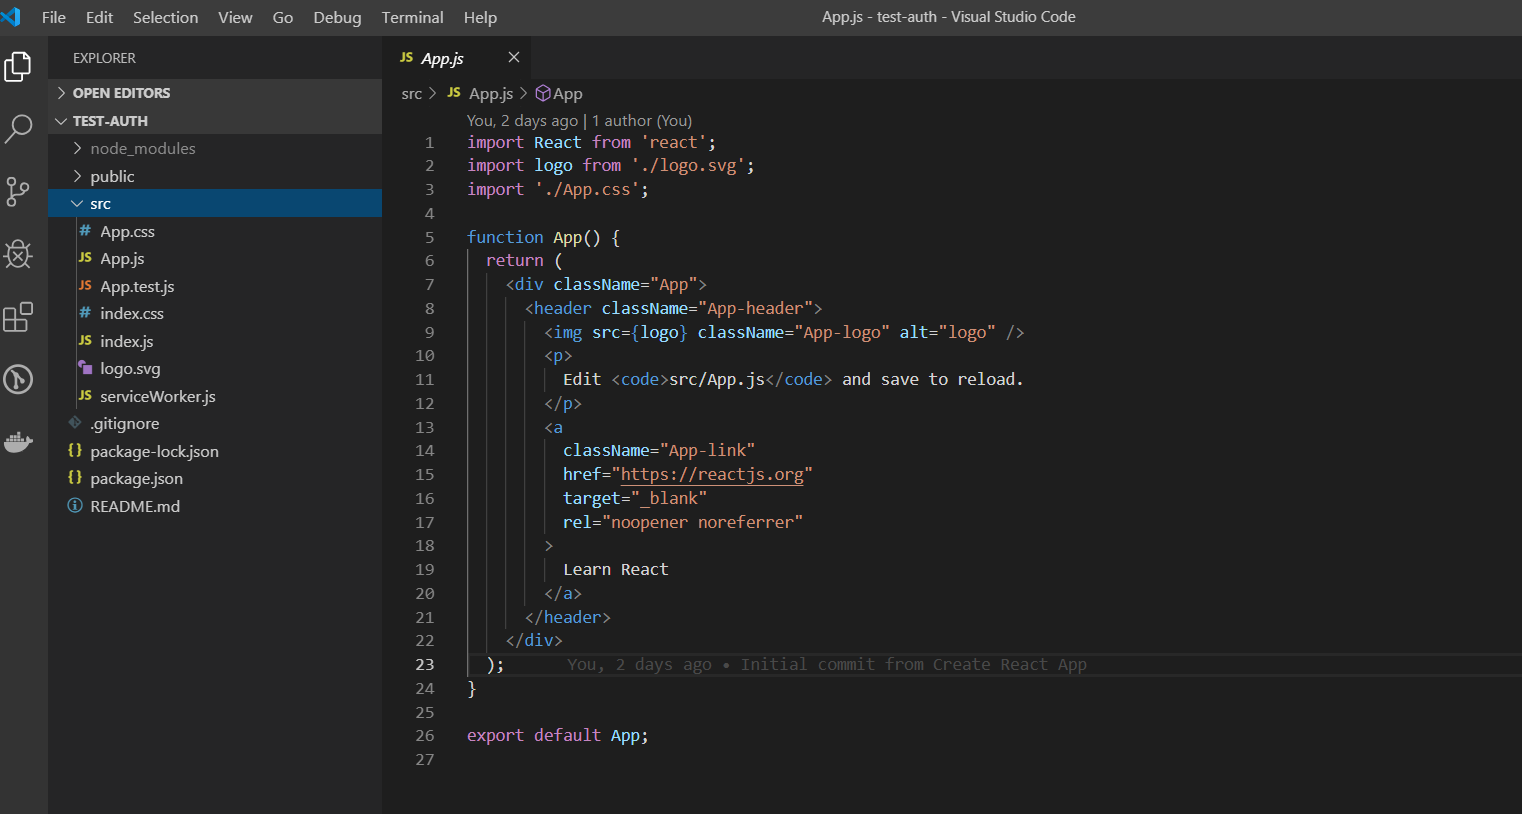 File Edit Selection View Go Debug Terminal Help
App.js - test-auth - Visual Studio Code
EXPLORER
OPEN EDITORS
TEST-AUTH
node_modules
public
src
# App.css
JS App.js
JS App.test.js
# index.css
JS index.js
logo.svg
JS serviceWorker.js
.gitignore
{} package-lock.json
{} package.json
README.md
JS App.js
src > JS App.js > App
You, 2 days ago | 1 author (You)
1 import React from 'react';
2 import logo from './logo.svg';
3 import './App.css';
4
5 function App() {
6   return (
7     <div className="App">
8       <header className="App-header">
9         <img src={logo} className="App-logo" alt="logo" />
10         <p>
11           Edit <code>src/App.js</code> and save to reload.
12         </p>
13         <a
14           className="App-link"
15           href="https://reactjs.org"
16           target="_blank"
17           rel="noopener noreferrer"
18         >
19           Learn React
20         </a>
21       </header>
22     </div>
23   ); You, 2 days ago • Initial commit from Create React App
24 }
25
26 export default App;
27